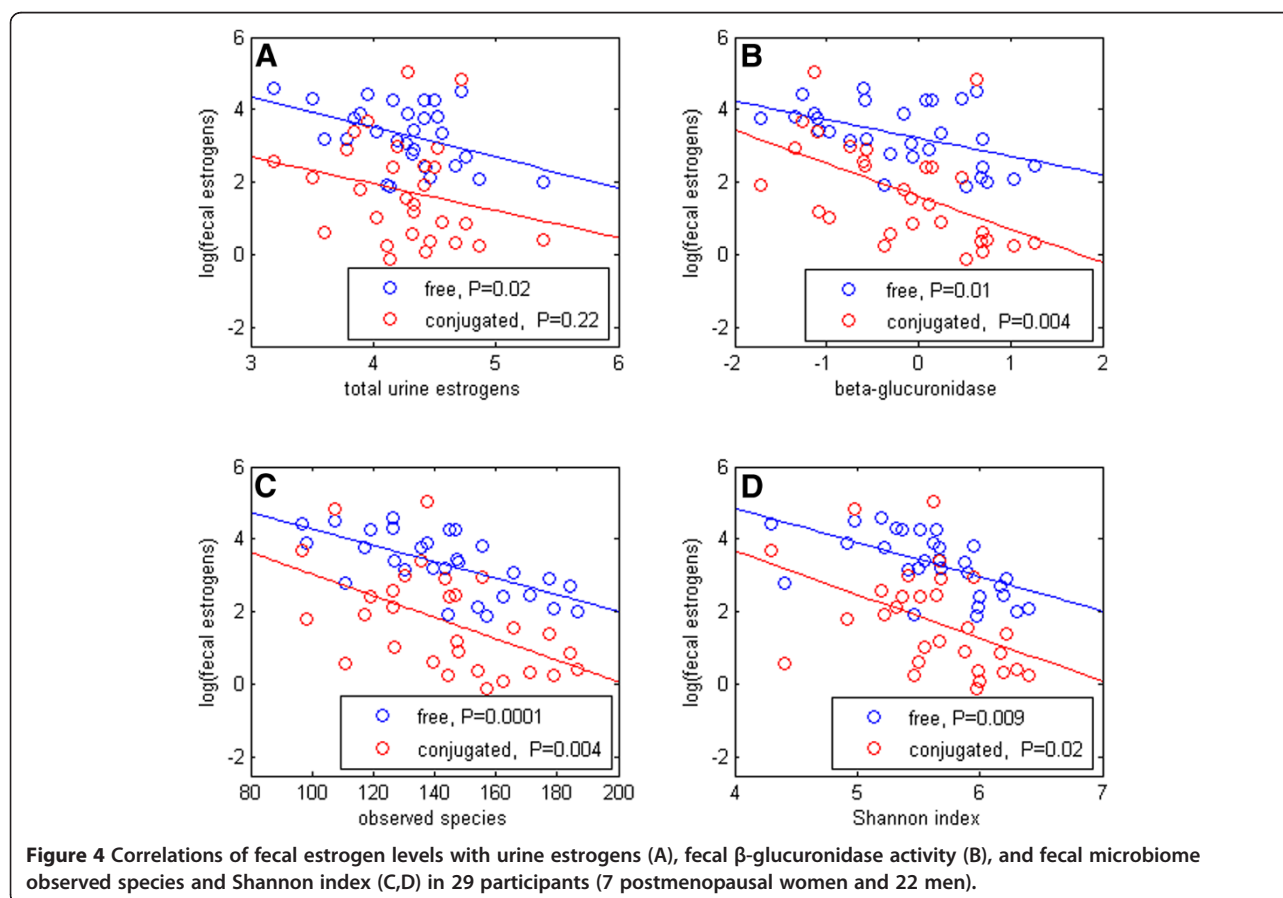 A
6
4
2
0
-2
log(fecal estrogens)
free, P=0.02
conjugated, P=0.22
3 4 5 6
total urine estrogens
B
6
4
2
0
-2
log(fecal estrogens)
free, P=0.01
conjugated, P=0.004
-2 -1 0 1 2
beta-glucuronidase
C
6
4
2
0
-2
log(fecal estrogens)
free, P=0.0001
conjugated, P=0.004
80 100 120 140 160 180 200
observed species
D
6
4
2
0
-2
log(fecal estrogens)
free, P=0.009
conjugated, P=0.02
4 5 6 7
Shannon index
Figure 4 Correlations of fecal estrogen levels with urine estrogens (A), fecal β-glucuronidase activity (B), and fecal microbiome
observed species and Shannon index (C,D) in 29 participants (7 postmenopausal women and 22 men).